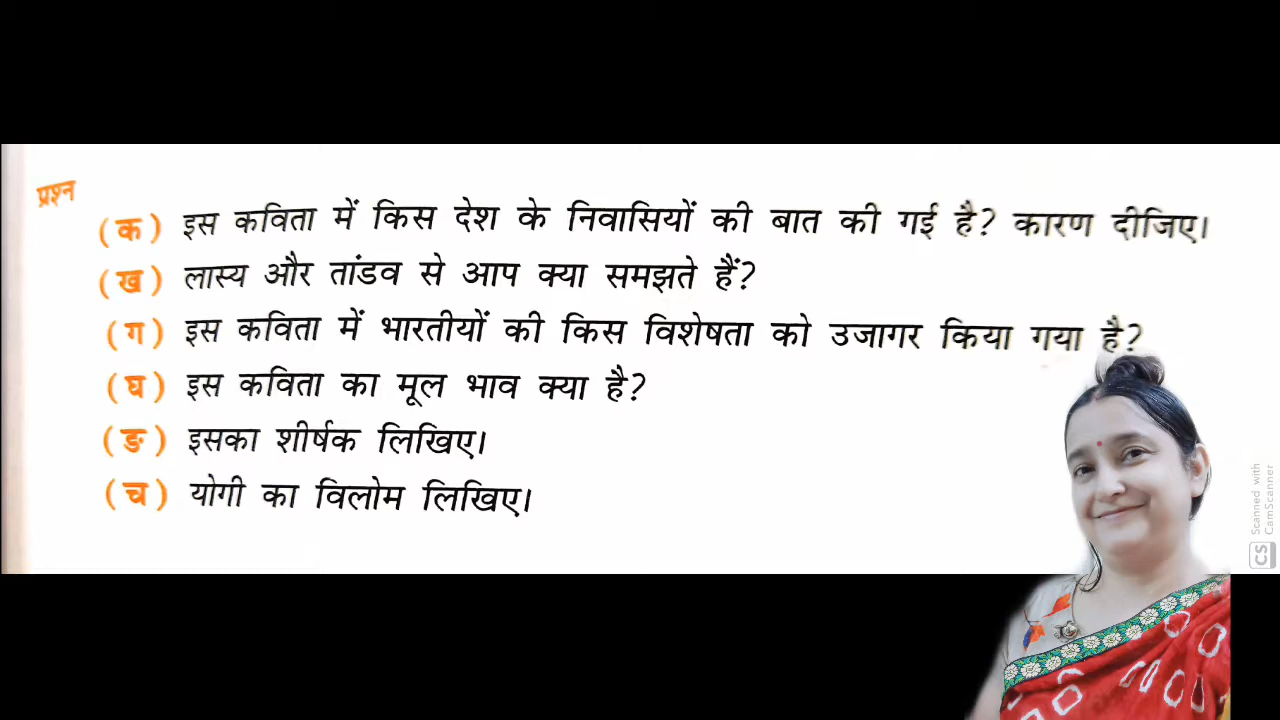 प्रश्न
(क) इस कविता में किस देश के निवासियों की बात की गई है? कारण दीजिए।
(ख) लास्य और तांडव से आप क्या समझते हैं?
(ग) इस कविता में भारतीयों की किस विशेषता को उजागर किया गया है?
(घ) इस कविता का मूल भाव क्या है?
(ङ) इसका शीर्षक लिखिए।
(च) योगी का विलोम लिखिए।
CS Scanned with
CamScanner